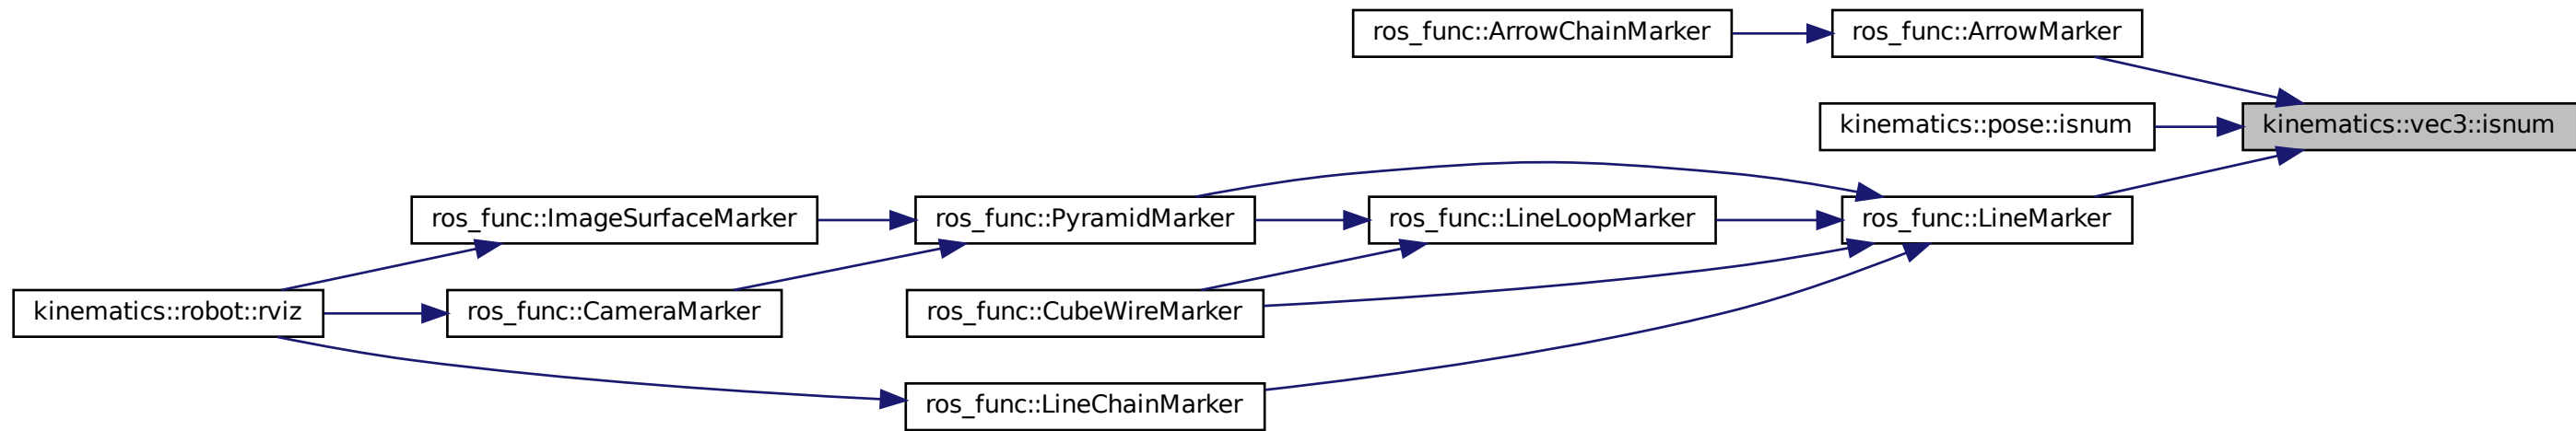 ros_func::ArrowChainMarker
ros_func::ArrowMarker
kinematics::pose::isnum
kinematics::vec3::isnum
ros_func::ImageSurfaceMarker
ros_func::PyramidMarker
ros_func::LineLoopMarker
ros_func::LineMarker
kinematics::robot::rviz
ros_func::CameraMarker
ros_func::CubeWireMarker
ros_func::LineChainMarker